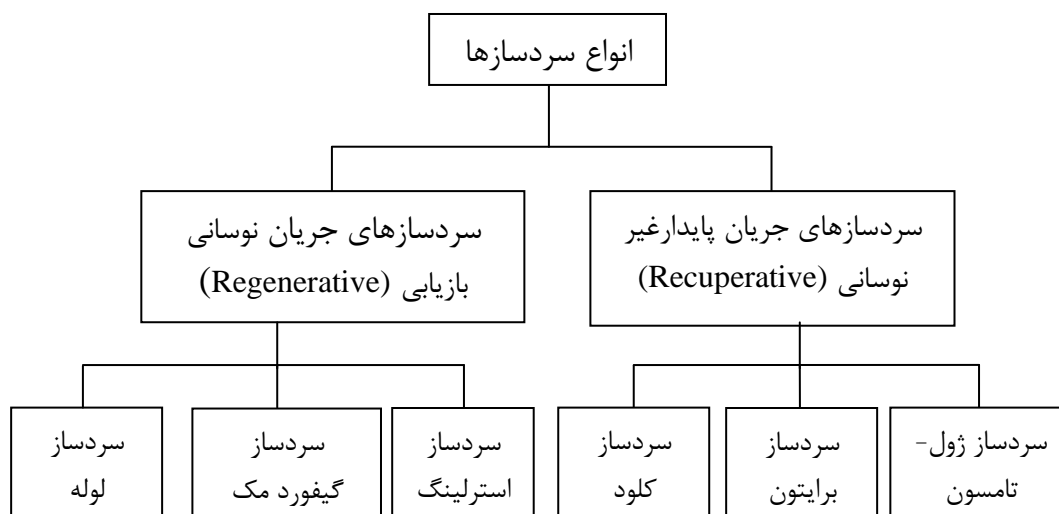 انواع سردسازها
سردسازهای جریان پایدارغیر
نوسانی (Recuperative)
سردسازهای جریان نوسانی
بازیابی (Regenerative)
سردساز ژول-
تامسون
سردساز
برایتون
سردساز
کلود
سردساز
استرلینگ
سردساز
گیفورد مک
سردساز
لوله